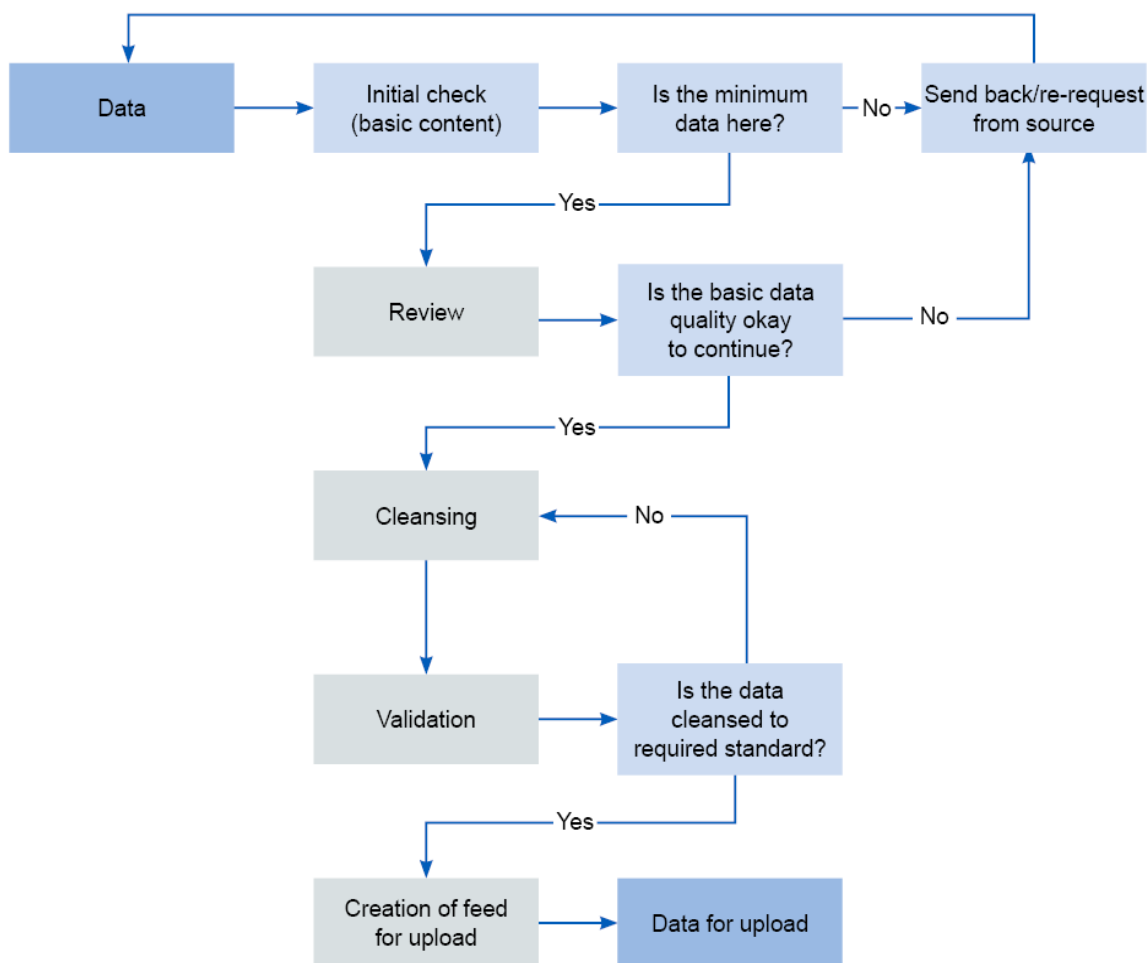 Data
Initial check
(basic content)
Is the minimum
data here?
No
Send back/re-request
from source
Yes
Review
Is the basic data
quality okay
to continue?
No
Yes
Cleansing
No
Validation
Is the data
cleansed to
required standard?
Yes
Creation of feed
for upload
Data for upload